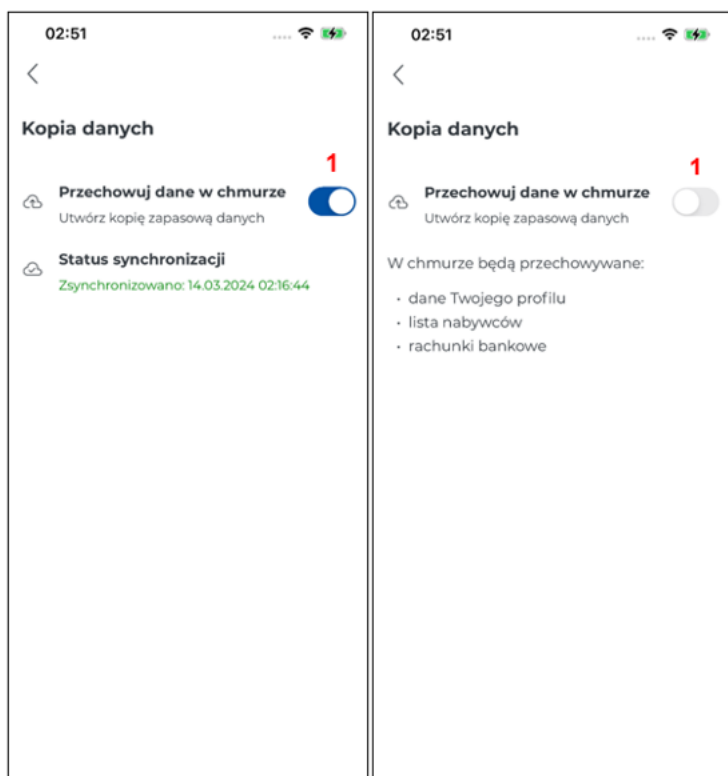 02:51
Kopia danych
1
Przechowuj dane w chmurze
Utwórz kopię zapasową danych
Status synchronizacji
Zsynchronizowano: 14.03.2024 02:16:44
02:51
Kopia danych
1
Przechowuj dane w chmurze
Utwórz kopię zapasową danych
W chmurze będą przechowywane:
• dane Twojego profilu
• lista nabywców
• rachunki bankowe